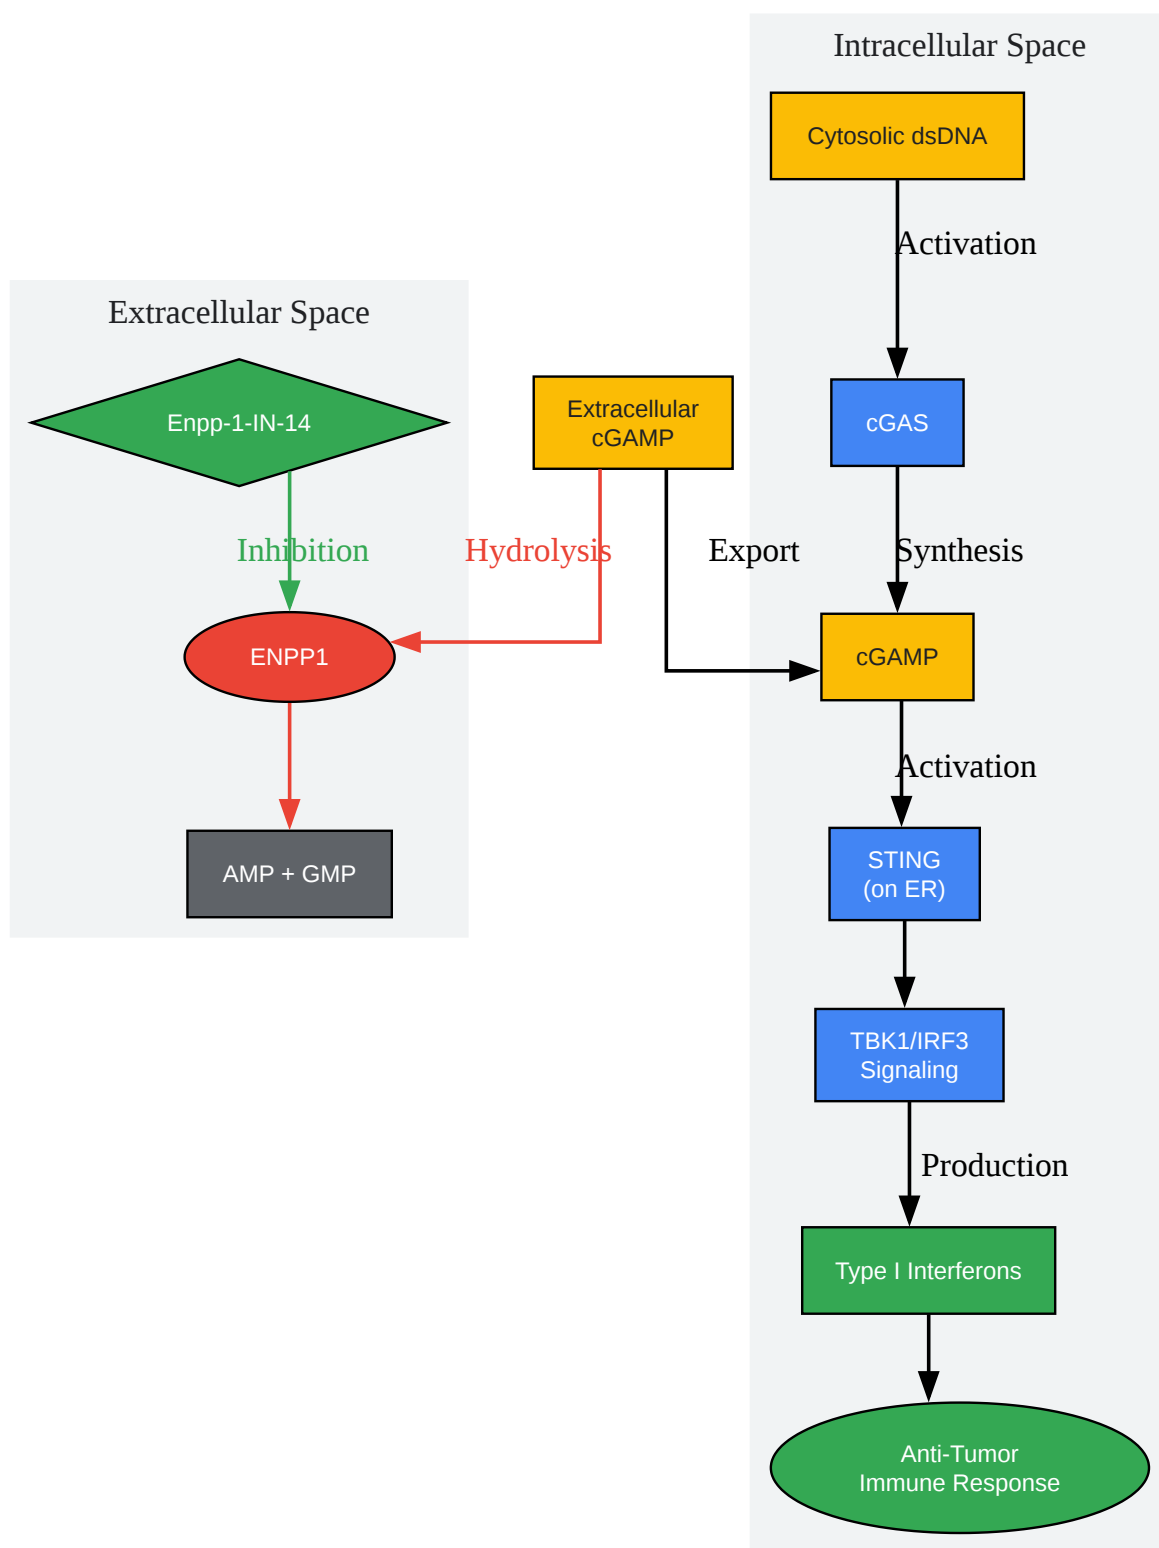 Intracellular Space
Cytosolic dsDNA
Activation
Extracellular Space
Enpp-1-IN-14
Extracellular
cGAMP
cGAS
Inhibition
Hydrolysis
Export
Synthesis
ENPP1
cGAMP
Activation
AMP + GMP
STING
(on ER)
TBK1/IRF3
Signaling
Production
Type I Interferons
Anti-Tumor
Immune Response